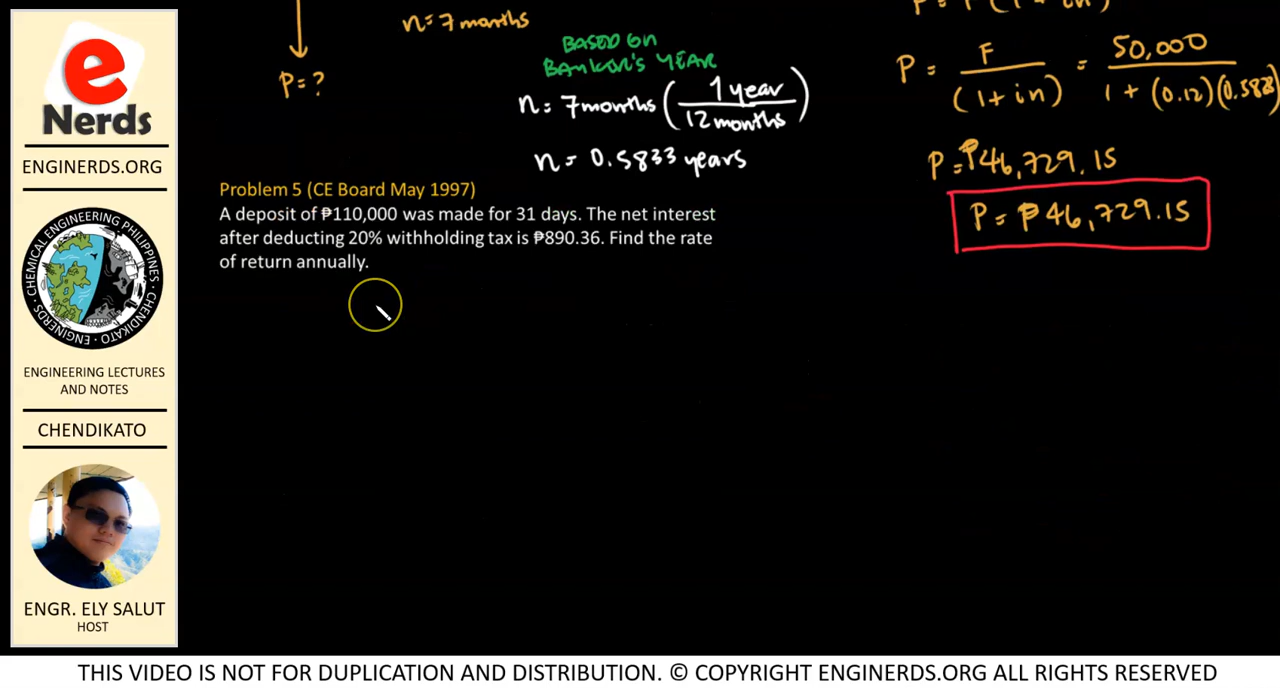 n = 7 months
P = ?
BASED ON
BANKER'S YEAR
n = 7 months ( 1 year / 12 months )
n = 0.5833 years
P = F / (1 + in) = 50,000 / 1 + (0.12)(0.5833)
P = ₱46,729.15
P = ₱46,729.15
e
Nerds
ENGINERDS.ORG
CHEMICAL ENGINEERING PHILIPPINES
CHENDIKATO ENGINERDS.ORG
ENGINEERING LECTURES
AND NOTES
CHENDIKATO
ENGR. ELY SALUT
HOST
Problem 5 (CE Board May 1997)
A deposit of ₱110,000 was made for 31 days. The net interest
after deducting 20% withholding tax is ₱890.36. Find the rate
of return annually.
THIS VIDEO IS NOT FOR DUPLICATION AND DISTRIBUTION. © COPYRIGHT ENGINERDS.ORG ALL RIGHTS RESERVED